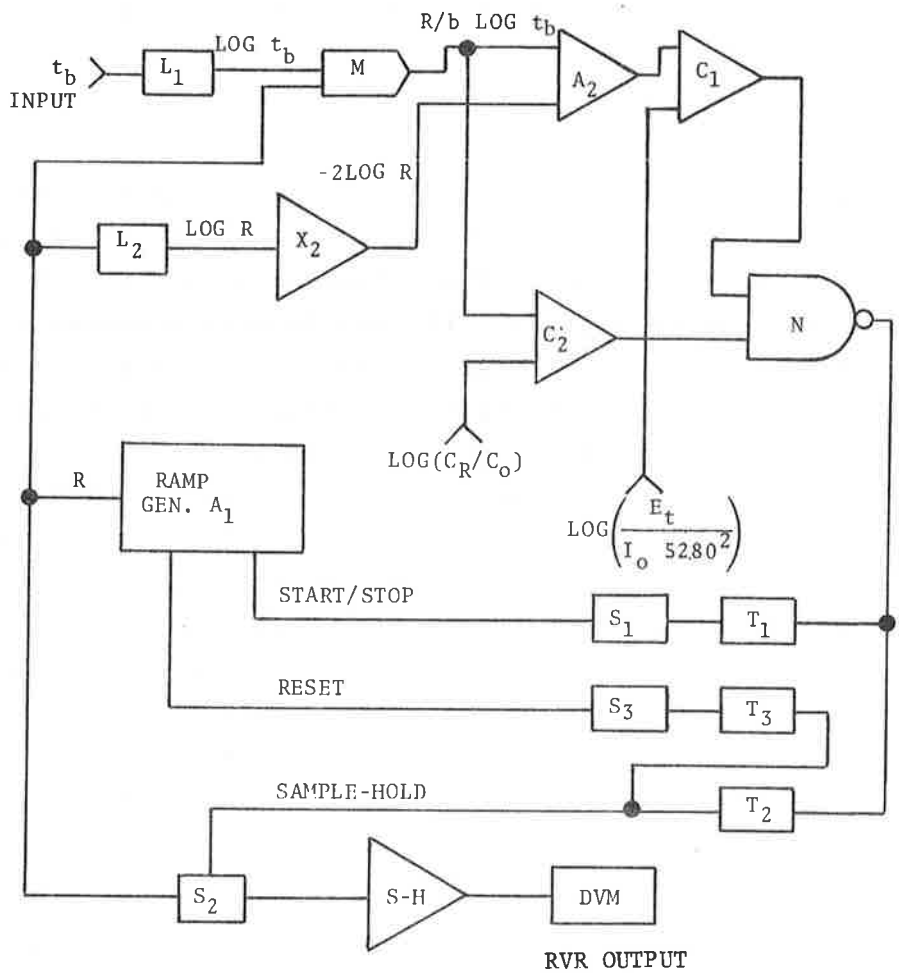 R/b LOG t_b
LOG t_b
t_b
INPUT
L_1
M
A_2
C_1
-2LOG R
L_2
LOG R
X_2
C_2
N
LOG(C_R/C_o)
R
RAMP
GEN. A_1
LOG(E_t / I_o 5280^2)
START/STOP
S_1
T_1
RESET
S_3
T_3
SAMPLE-HOLD
T_2
S_2
S-H
DVM
RVR OUTPUT